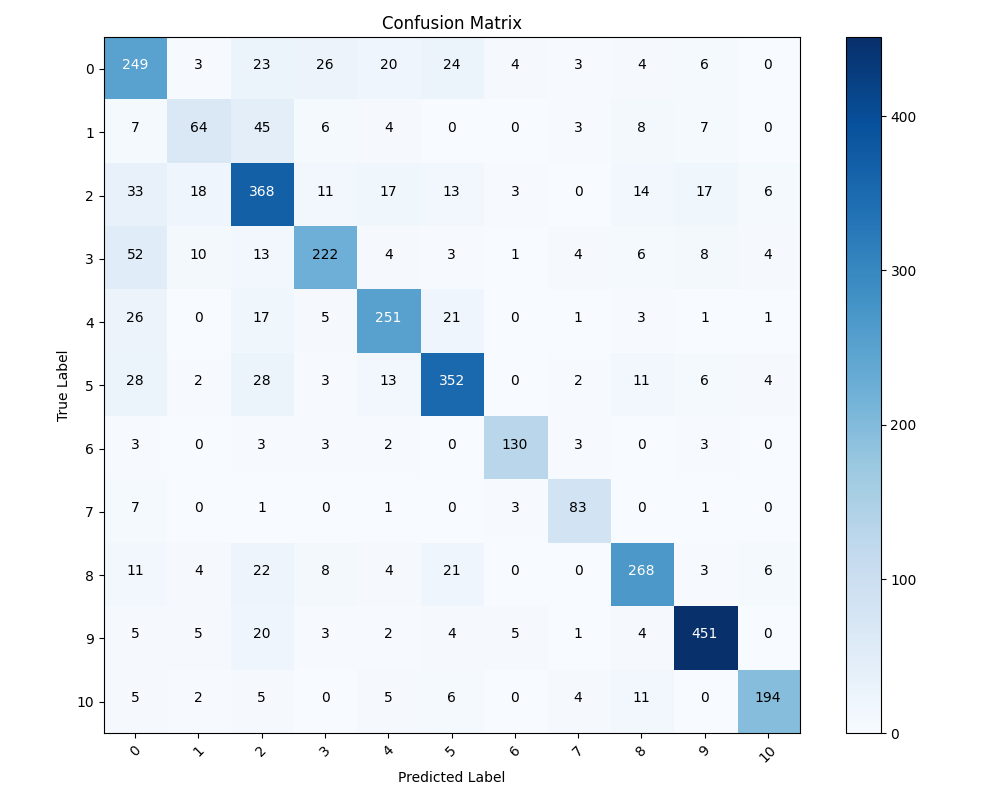 Confusion Matrix
0 249 3 23 26 20 24 4 3 4 6 0
1 7 64 45 6 4 0 0 3 8 7 0
2 33 18 368 11 17 13 3 0 14 17 6
3 52 10 13 222 4 3 1 4 6 8 4
4 26 0 17 5 251 21 0 1 3 1 1
5 28 2 28 3 13 352 0 2 11 6 4
6 3 0 3 3 2 0 130 3 0 3 0
7 7 0 1 0 1 0 3 83 0 1 0
8 11 4 22 8 4 21 0 0 268 3 6
9 5 5 20 3 2 4 5 1 4 451 0
10 5 2 5 0 5 6 0 4 11 0 194
0 1 2 3 4 5 6 7 8 9 10
Predicted Label
True Label
400
300
200
100
0